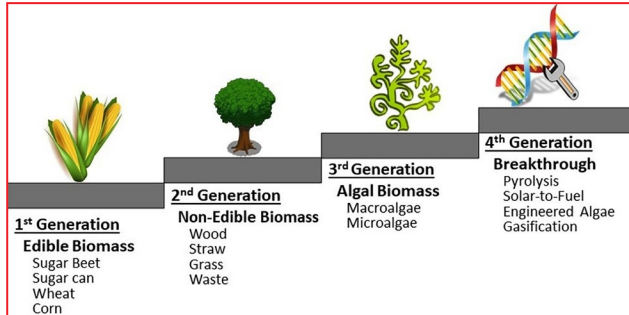 1st Generation
Edible Biomass
Sugar Beet
Sugar can
Wheat
Corn
2nd Generation
Non-Edible Biomass
Wood
Straw
Grass
Waste
3rd Generation
Algal Biomass
Macroalgae
Microalgae
4th Generation
Breakthrough
Pyrolysis
Solar-to-Fuel
Engineered Algae
Gasification